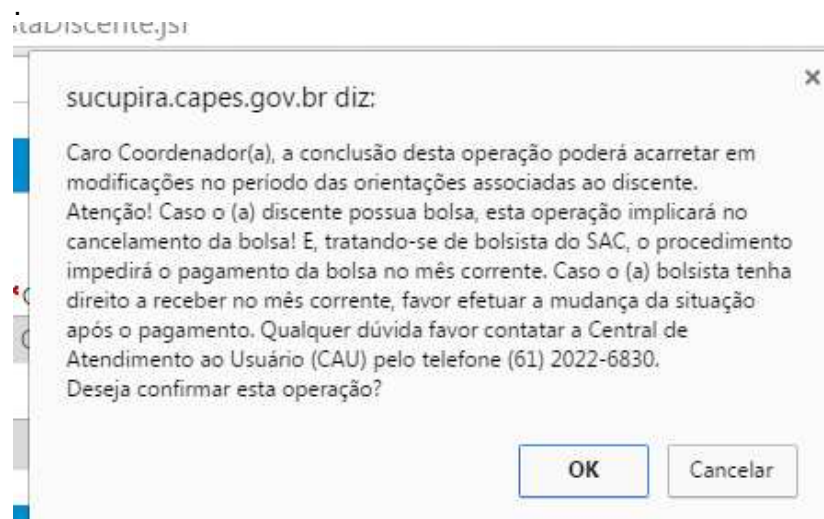 staDiscente.jsf
sucupira.capes.gov.br diz:
×
Caro Coordenador(a), a conclusão desta operação poderá acarretar em
modificações no período das orientações associadas ao discente.
Atenção! Caso o (a) discente possua bolsa, esta operação implicará no
cancelamento da bolsa! E, tratando-se de bolsista do SAC, o procedimento
impedirá o pagamento da bolsa no mês corrente. Caso o (a) bolsista tenha
direito a receber no mês corrente, favor efetuar a mudança da situação
após o pagamento. Qualquer dúvida favor contatar a Central de
Atendimento ao Usuário (CAU) pelo telefone (61) 2022-6830.
Deseja confirmar esta operação?
OK
Cancelar